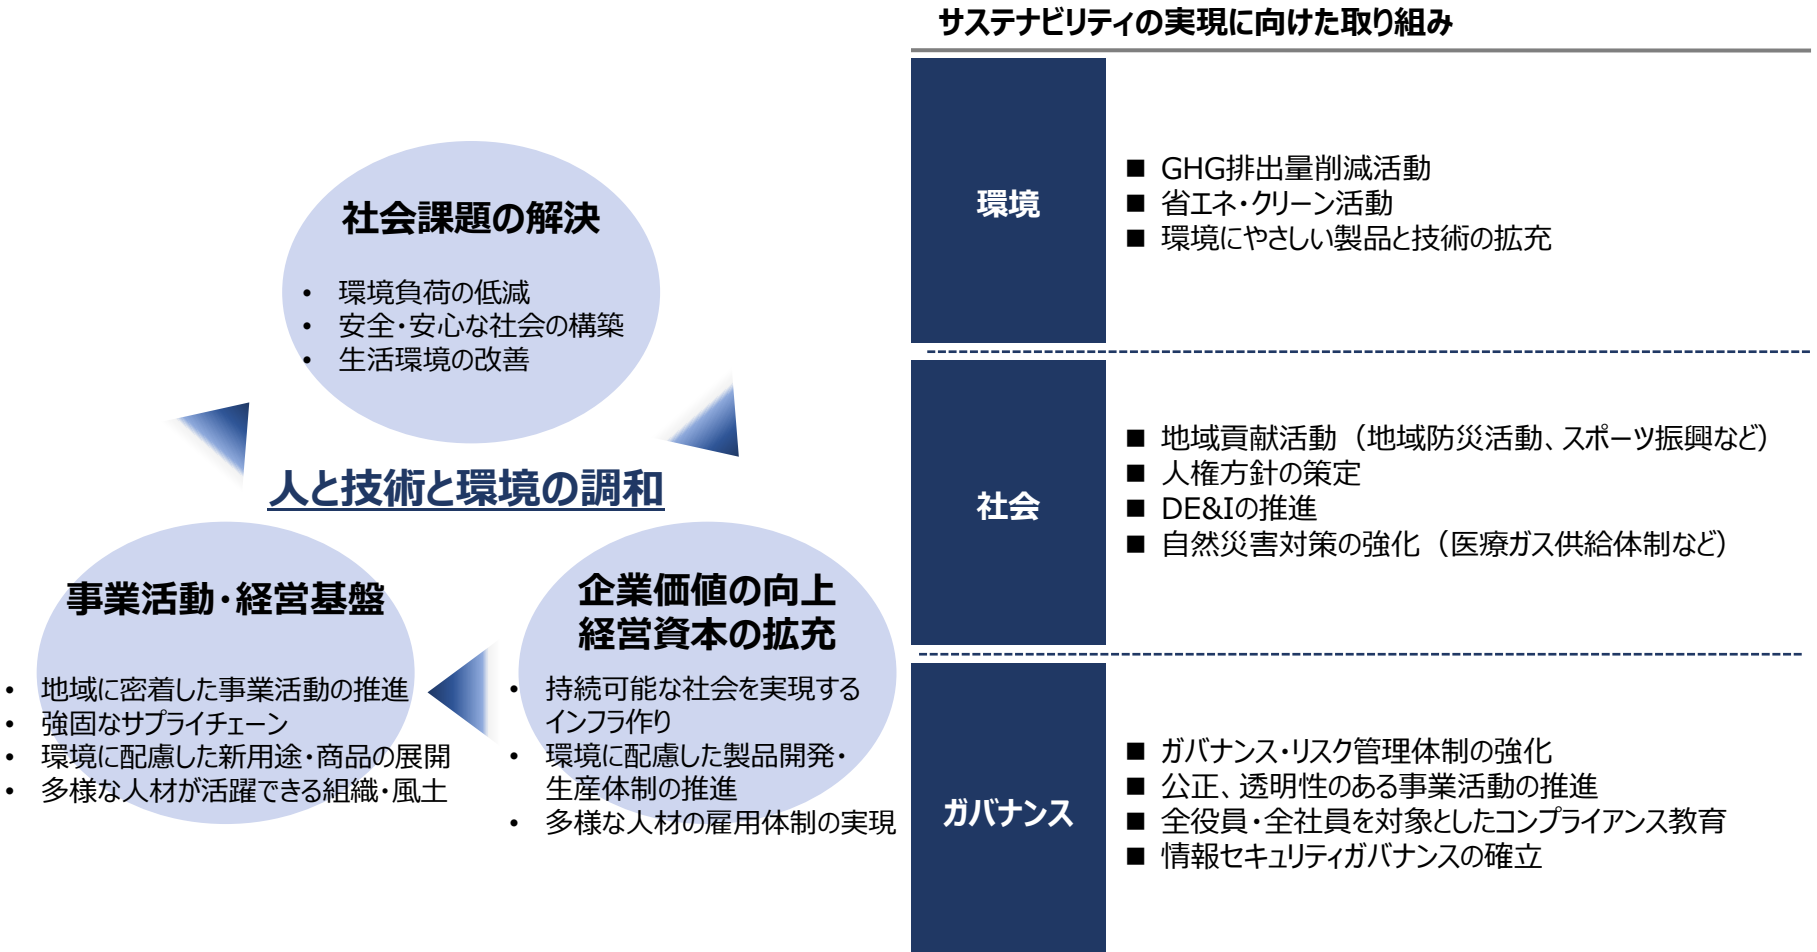 サステナビリティの実現に向けた取り組み
社会課題の解決
• 環境負荷の低減
• 安全・安心な社会の構築
• 生活環境の改善
人と技術と環境の調和
事業活動・経営基盤
• 地域に密着した事業活動の推進
• 強固なサプライチェーン
• 環境に配慮した新用途・商品の展開
• 多様な人材が活躍できる組織・風土
企業価値の向上
経営資本の拡充
• 持続可能な社会を実現する
インフラ作り
• 環境に配慮した製品開発・
生産体制の推進
• 多様な人材の雇用体制の実現
環境
■ GHG排出量削減活動
■ 省エネ・クリーン活動
■ 環境にやさしい製品と技術の拡充
社会
■ 地域貢献活動（地域防災活動、スポーツ振興など）
■ 人権方針の策定
■ DE&Iの推進
■ 自然災害対策の強化（医療ガス供給体制など）
ガバナンス
■ ガバナンス・リスク管理体制の強化
■ 公正、透明性のある事業活動の推進
■ 全役員・全社員を対象としたコンプライアンス教育
■ 情報セキュリティガバナンスの確立